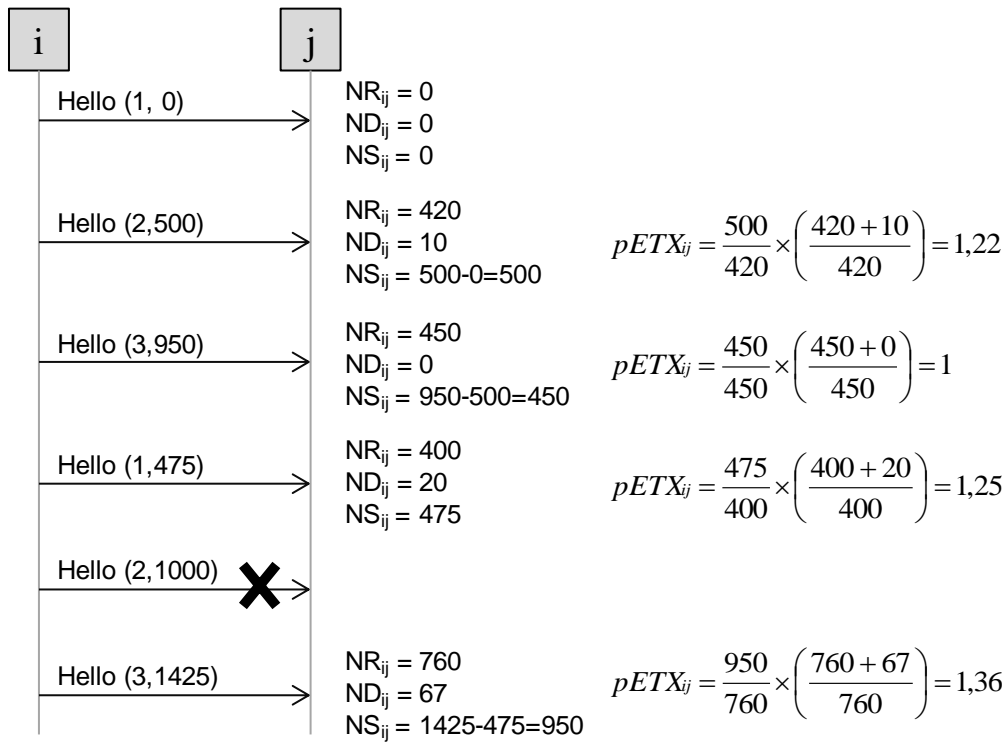 i
j
Hello (1, 0)
NRij = 0
NDij = 0
NSij = 0
Hello (2,500)
NRij = 420
NDij = 10
NSij = 500-0=500
pETXij = 500/420 × ((420 + 10)/420) = 1,22
Hello (3,950)
NRij = 450
NDij = 0
NSij = 950-500=450
pETXij = 450/450 × ((450 + 0)/450) = 1
Hello (1,475)
NRij = 400
NDij = 20
NSij = 475
pETXij = 475/400 × ((400 + 20)/400) = 1,25
Hello (2,1000)
Hello (3,1425)
NRij = 760
NDij = 67
NSij = 1425-475=950
pETXij = 950/760 × ((760 + 67)/760) = 1,36